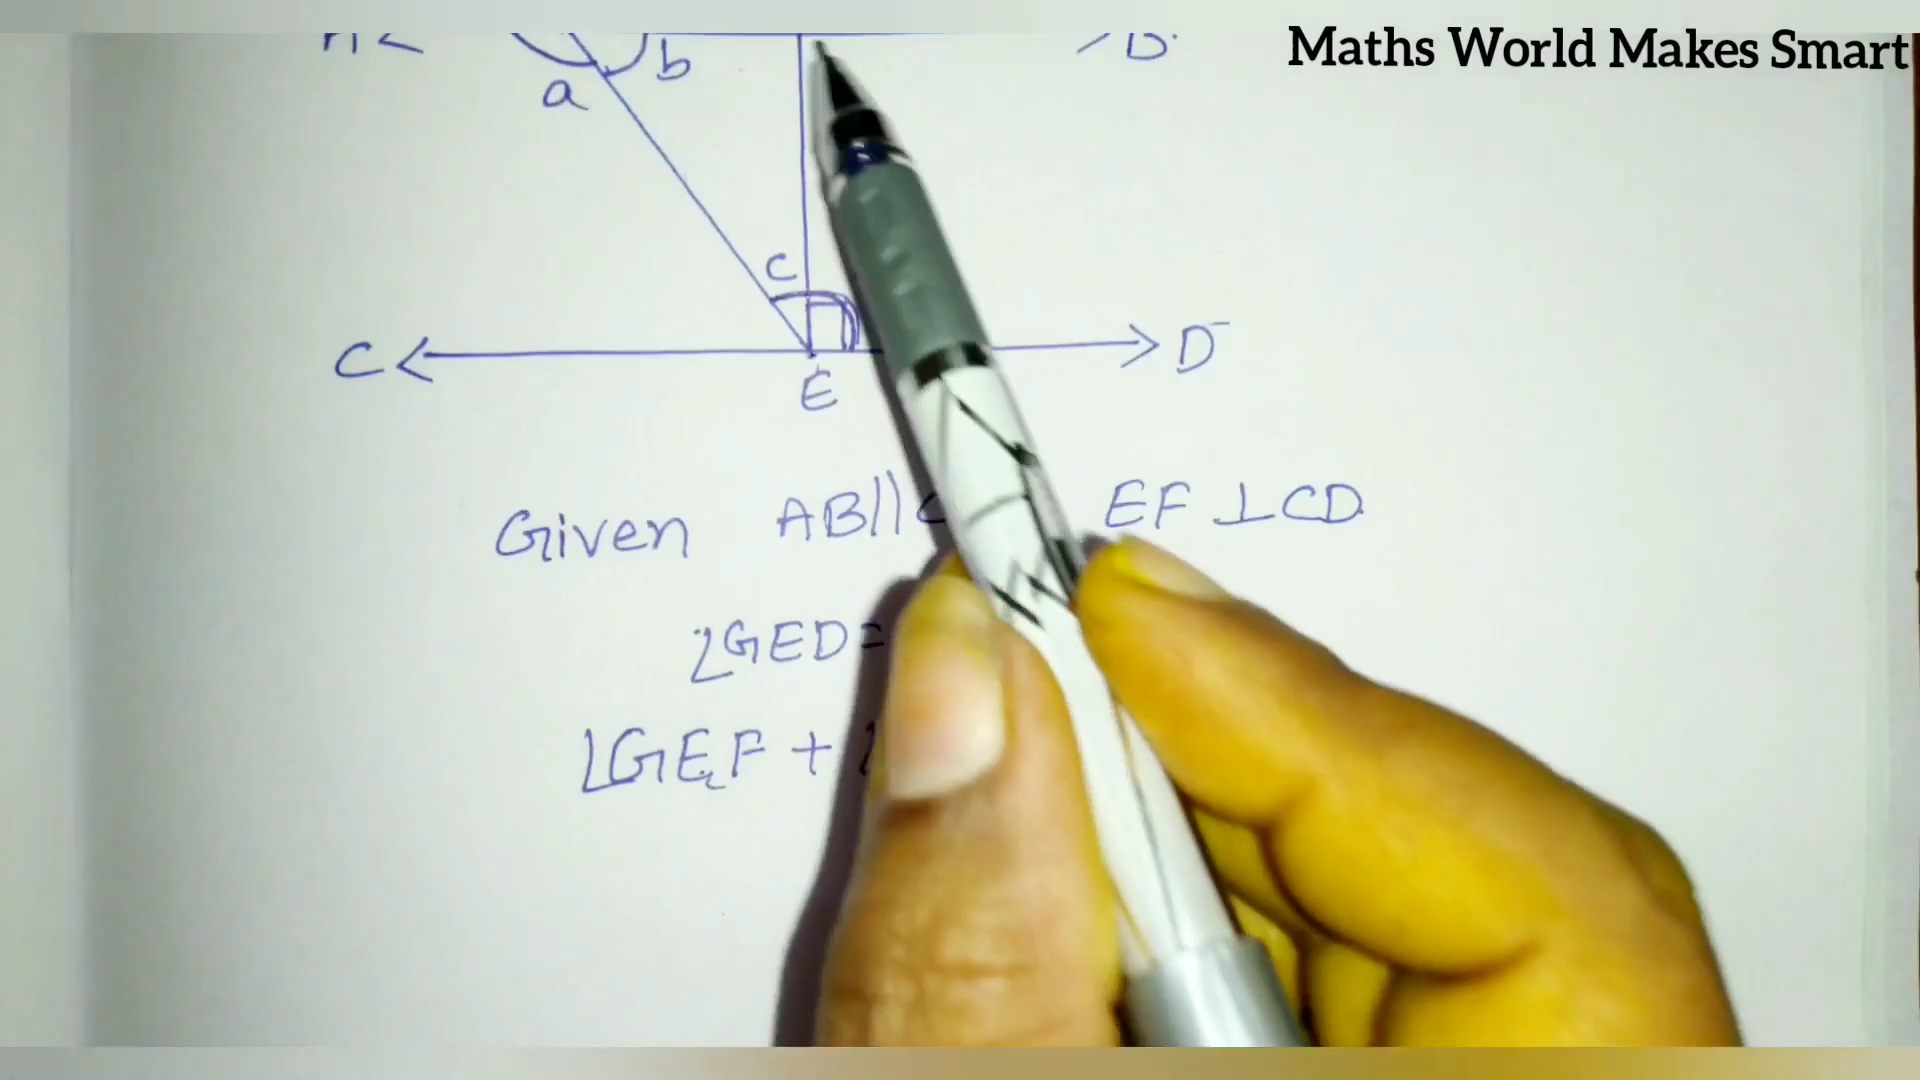 Maths World Makes Smart
b
a
C
C D
E
Given AB// EF ⊥ CD
∠GED=
∠GEF +